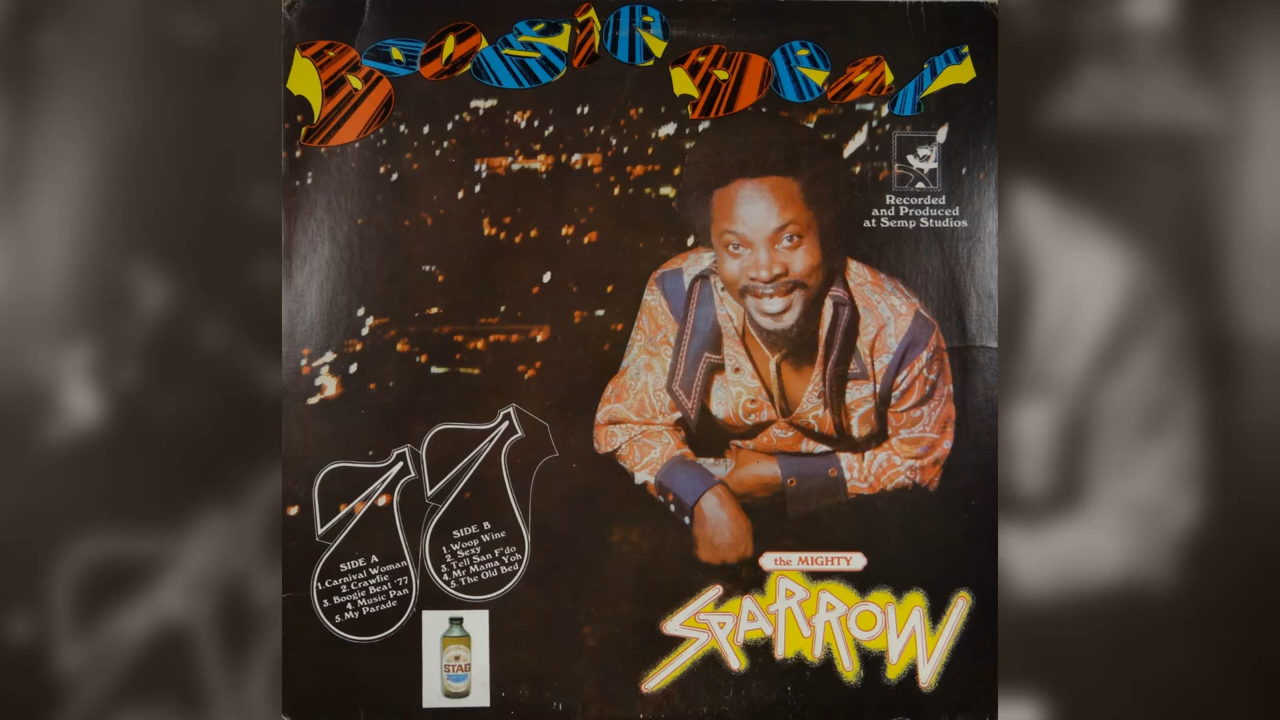 Boogie Beat
77
Recorded
and Produced
at Semp Studios
SIDE A
1.Carnival Woman
2. Crawlie
3. Boogie Beat '77
4. Music Pan
5.My Parade
SIDE B
1.Woop Wine
2. Sexy
3. Tell San F'do
4.Mr Mama Yoh
5.The Old Bed
STAG
the MIGHTY
SPARROW